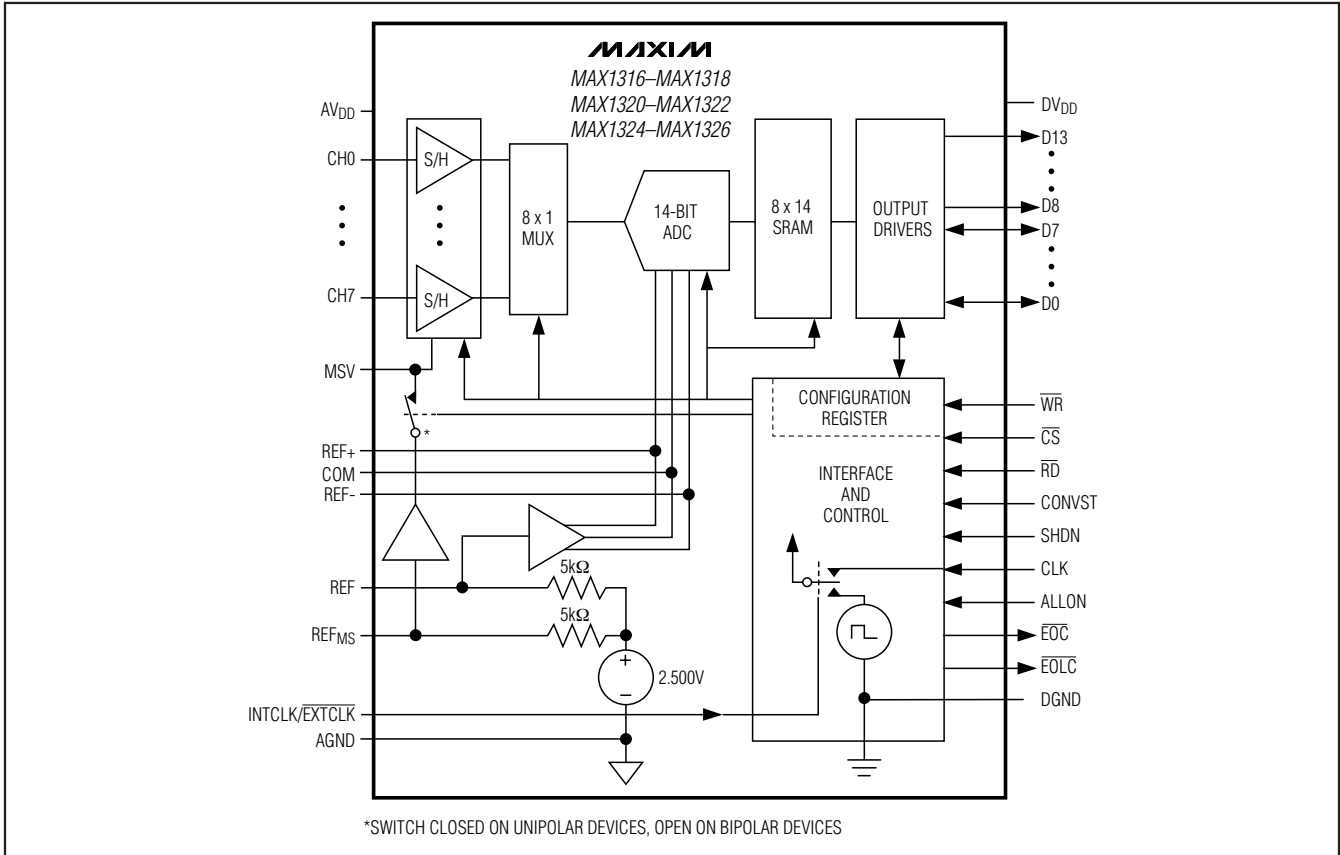 MAXIM
MAX1316–MAX1318
MAX1320–MAX1322
MAX1324–MAX1326
AVDD
CH0
CH7
MSV
REF+
COM
REF-
REF
REFMS
INTCLK/EXTCLK
AGND
S/H
S/H
8 x 1
MUX
14-BIT
ADC
8 x 14
SRAM
OUTPUT
DRIVERS
*
5kΩ
5kΩ
+
–
2.500V
CONFIGURATION
REGISTER
INTERFACE
AND
CONTROL
DVDD
D13
D8
D7
D0
WR
CS
RD
CONVST
SHDN
CLK
ALLON
EOC
EOLC
DGND
*SWITCH CLOSED ON UNIPOLAR DEVICES, OPEN ON BIPOLAR DEVICES